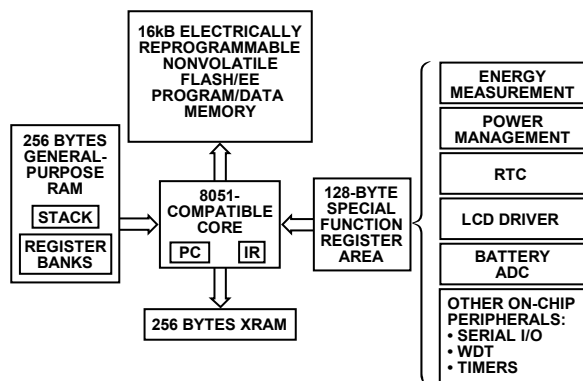 16kB ELECTRICALLY
REPROGRAMMABLE
NONVOLATILE
FLASH/EE
PROGRAM/DATA
MEMORY
256 BYTES
GENERAL-
PURPOSE
RAM
STACK
REGISTER
BANKS
8051-
COMPATIBLE
CORE
PC
IR
256 BYTES XRAM
128-BYTE
SPECIAL
FUNCTION
REGISTER
AREA
ENERGY
MEASUREMENT
POWER
MANAGEMENT
RTC
LCD DRIVER
BATTERY
ADC
OTHER ON-CHIP
PERIPHERALS:
• SERIAL I/O
• WDT
• TIMERS